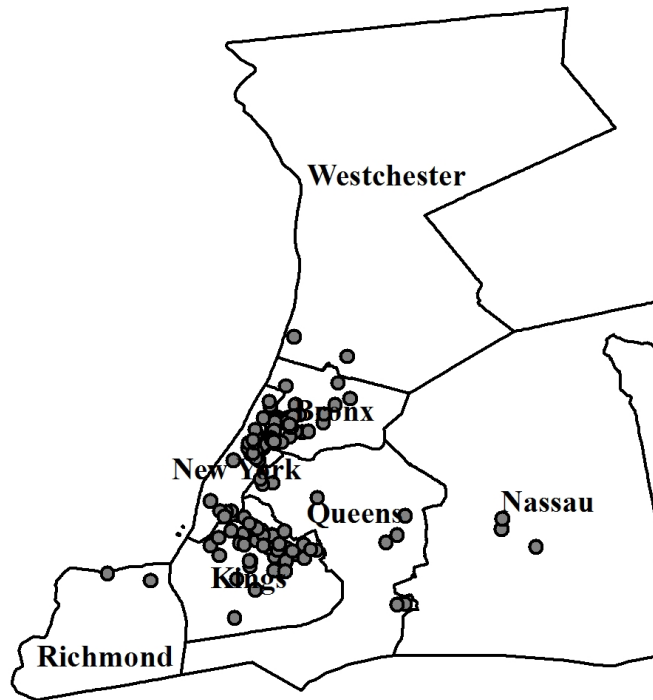 Westchester
Bronx
New York
Queens
Nassau
Kings
Richmond